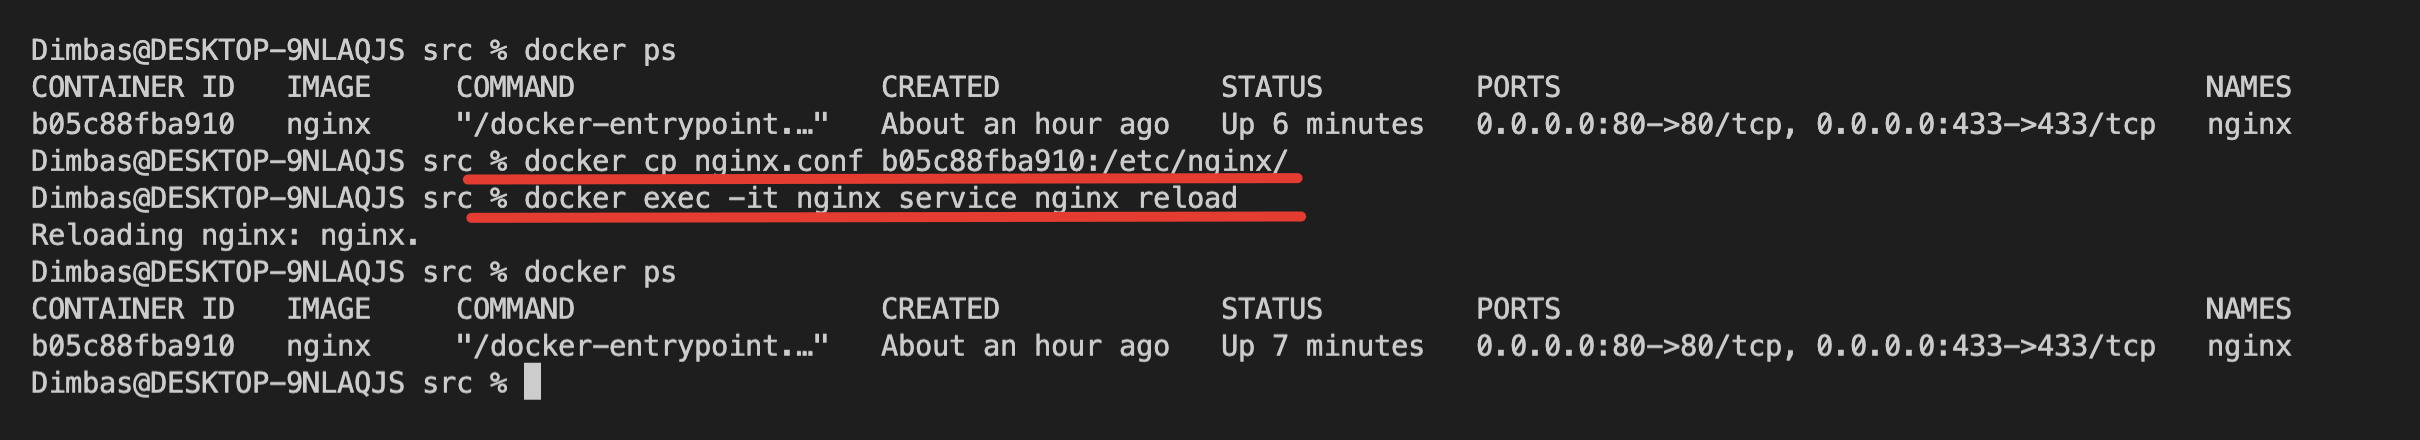 Dimbas@DESKTOP-9NLAQJS src % docker ps
CONTAINER ID   IMAGE     COMMAND                  CREATED             STATUS         PORTS                                      NAMES
b05c88fba910   nginx     "/docker-entrypoint.…"   About an hour ago   Up 6 minutes   0.0.0.0:80->80/tcp, 0.0.0.0:433->433/tcp   nginx
Dimbas@DESKTOP-9NLAQJS src % docker cp nginx.conf b05c88fba910:/etc/nginx/
Dimbas@DESKTOP-9NLAQJS src % docker exec -it nginx service nginx reload
Reloading nginx: nginx.
Dimbas@DESKTOP-9NLAQJS src % docker ps
CONTAINER ID   IMAGE     COMMAND                  CREATED             STATUS         PORTS                                      NAMES
b05c88fba910   nginx     "/docker-entrypoint.…"   About an hour ago   Up 7 minutes   0.0.0.0:80->80/tcp, 0.0.0.0:433->433/tcp   nginx
Dimbas@DESKTOP-9NLAQJS src %